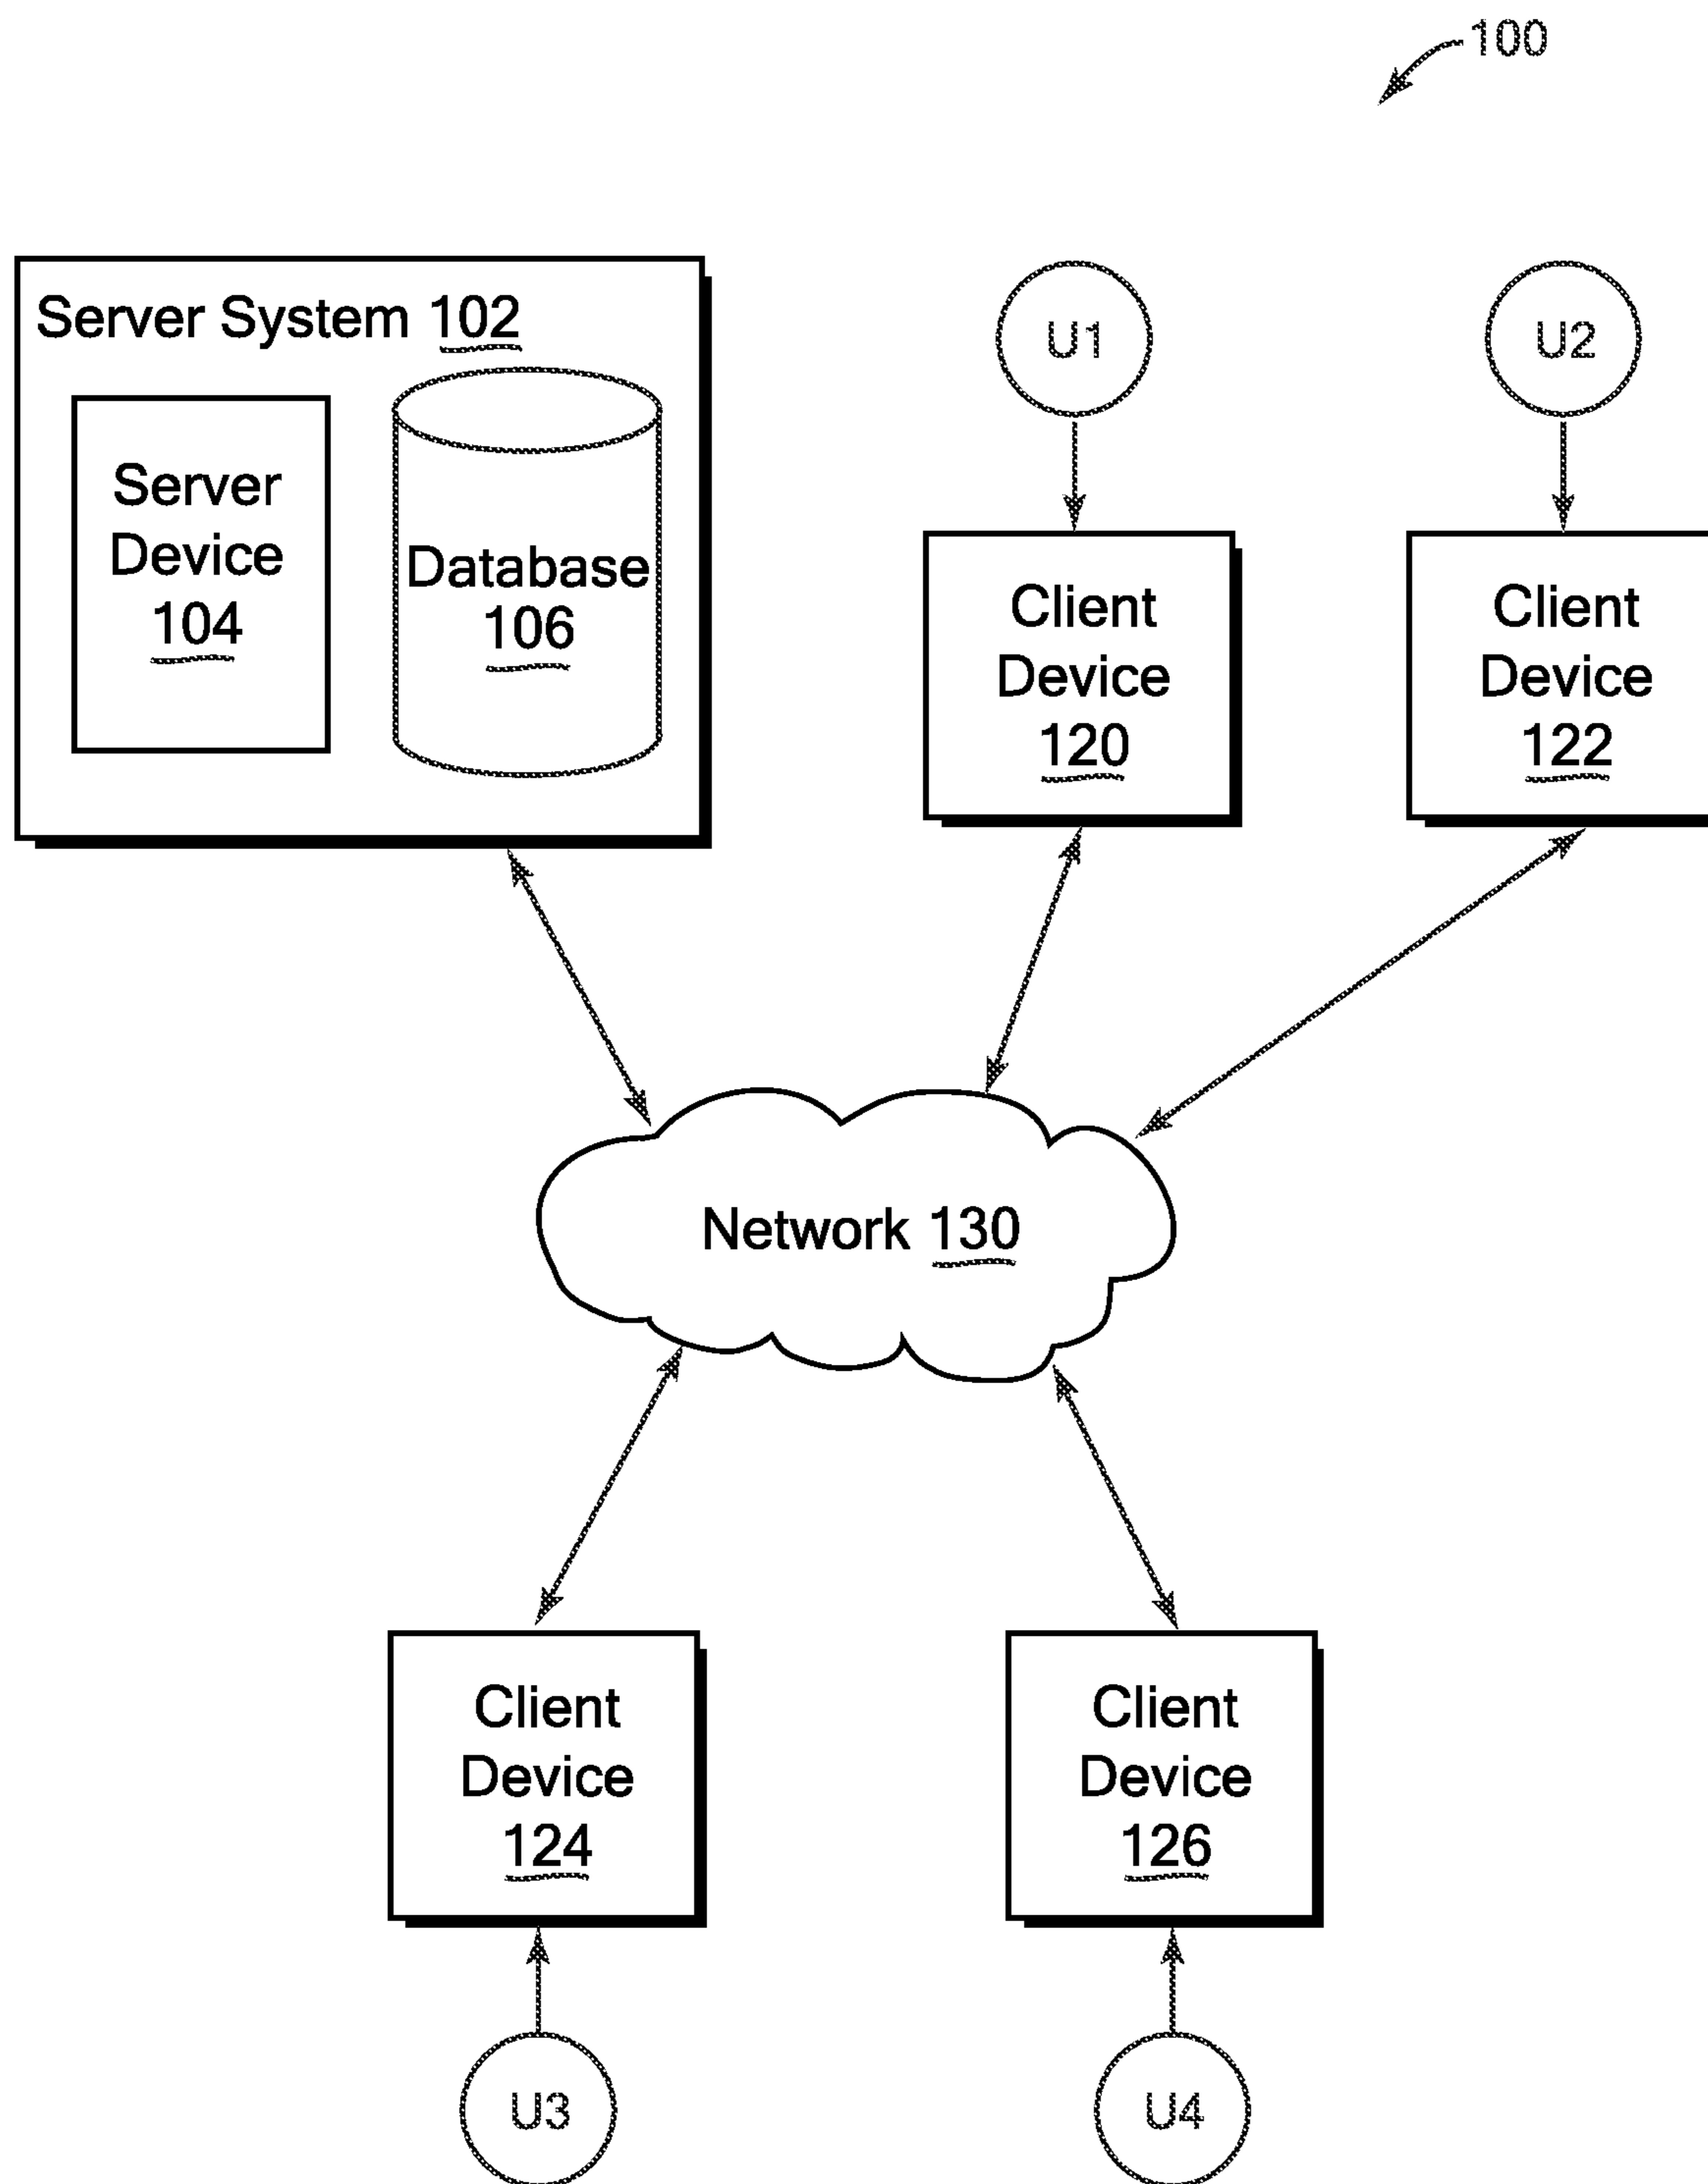 100
Server System 102
U1
U2
Server
Device
104
Database
106
Client
Device
120
Client
Device
122
Network 130
Client
Device
124
Client
Device
126
U3
U4